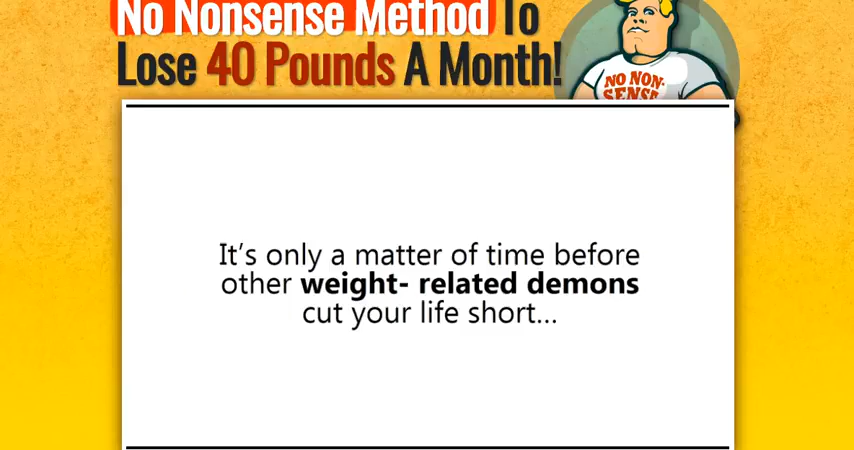 No Nonsense Method To
Lose 40 Pounds A Month!
NO NON-
SENSE
It's only a matter of time before
other weight- related demons
cut your life short...